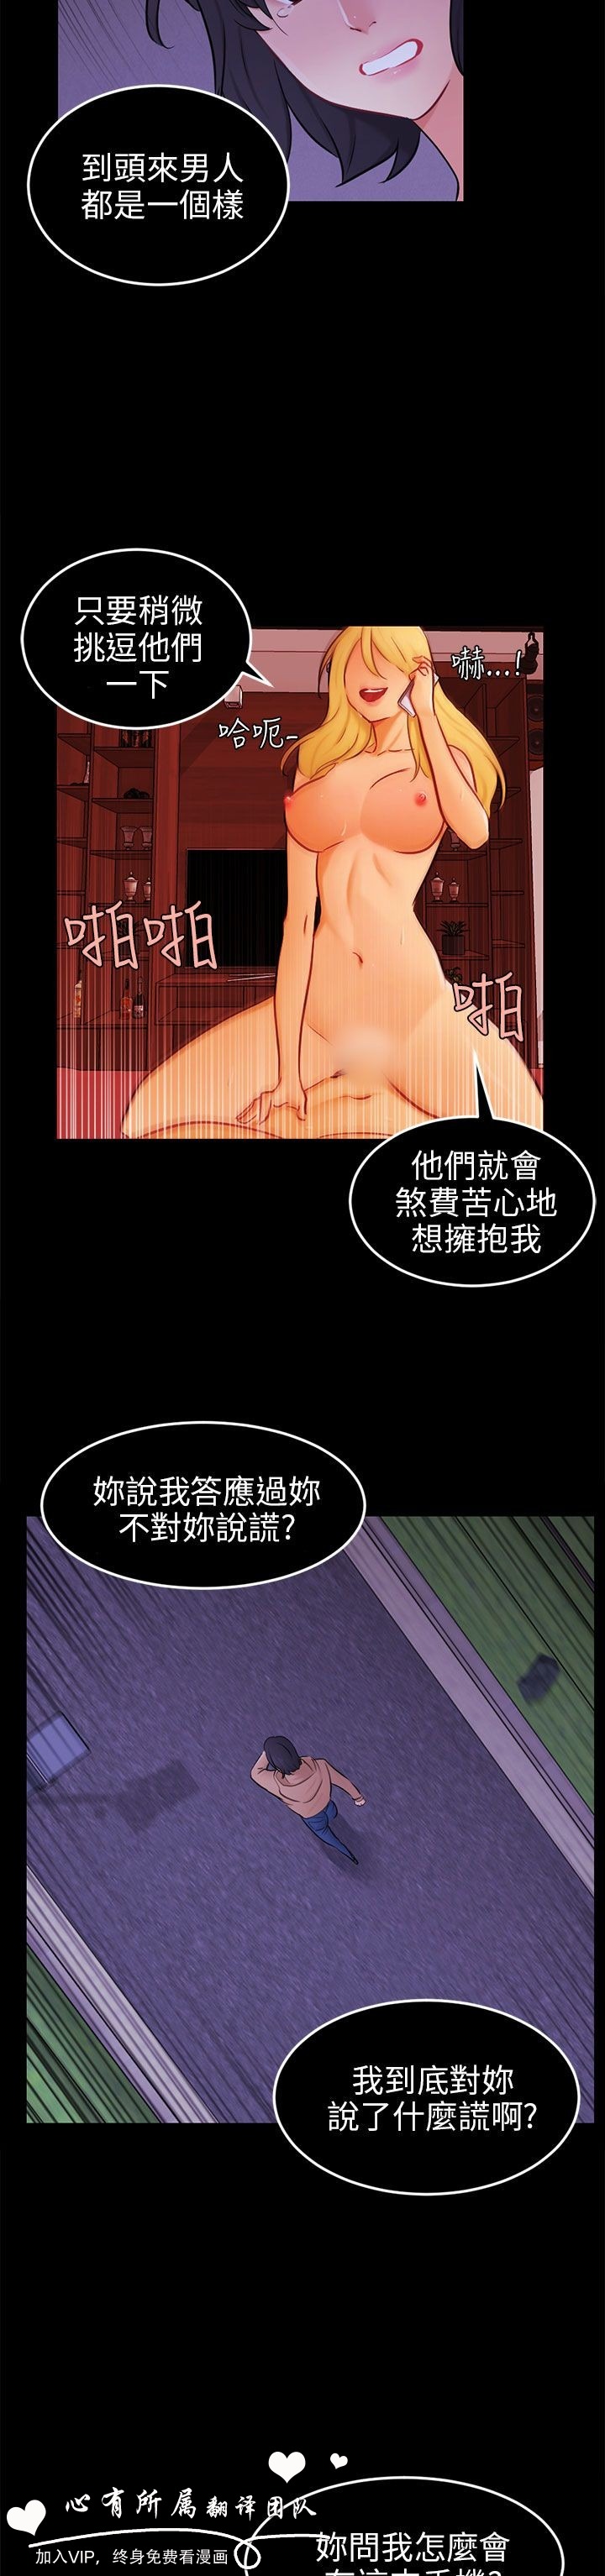 到頭來男人
都是一個樣
只要稍微
挑逗他們
一下
嚇...!
哈呃-
啪啪
啪
他們就會
煞費苦心地
想擁抱我
妳說我答應過妳
不對妳說謊?
我到底對妳
說了什麼謊啊?
心有所属翻译团队
加入VIP，终身免费看漫画
妳問我怎麼會